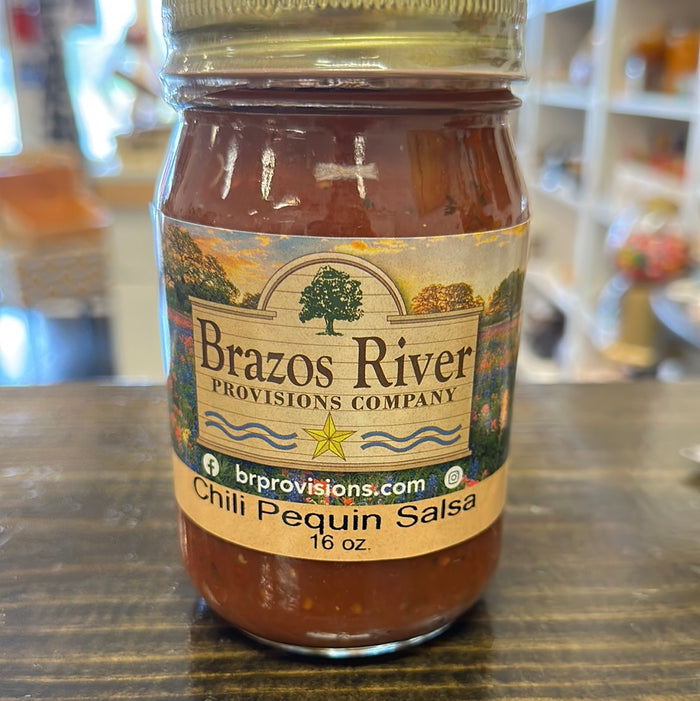 Brazos River
PROVISIONS COMPANY
brprovisions.com
Chili Pequin Salsa
16 oz.